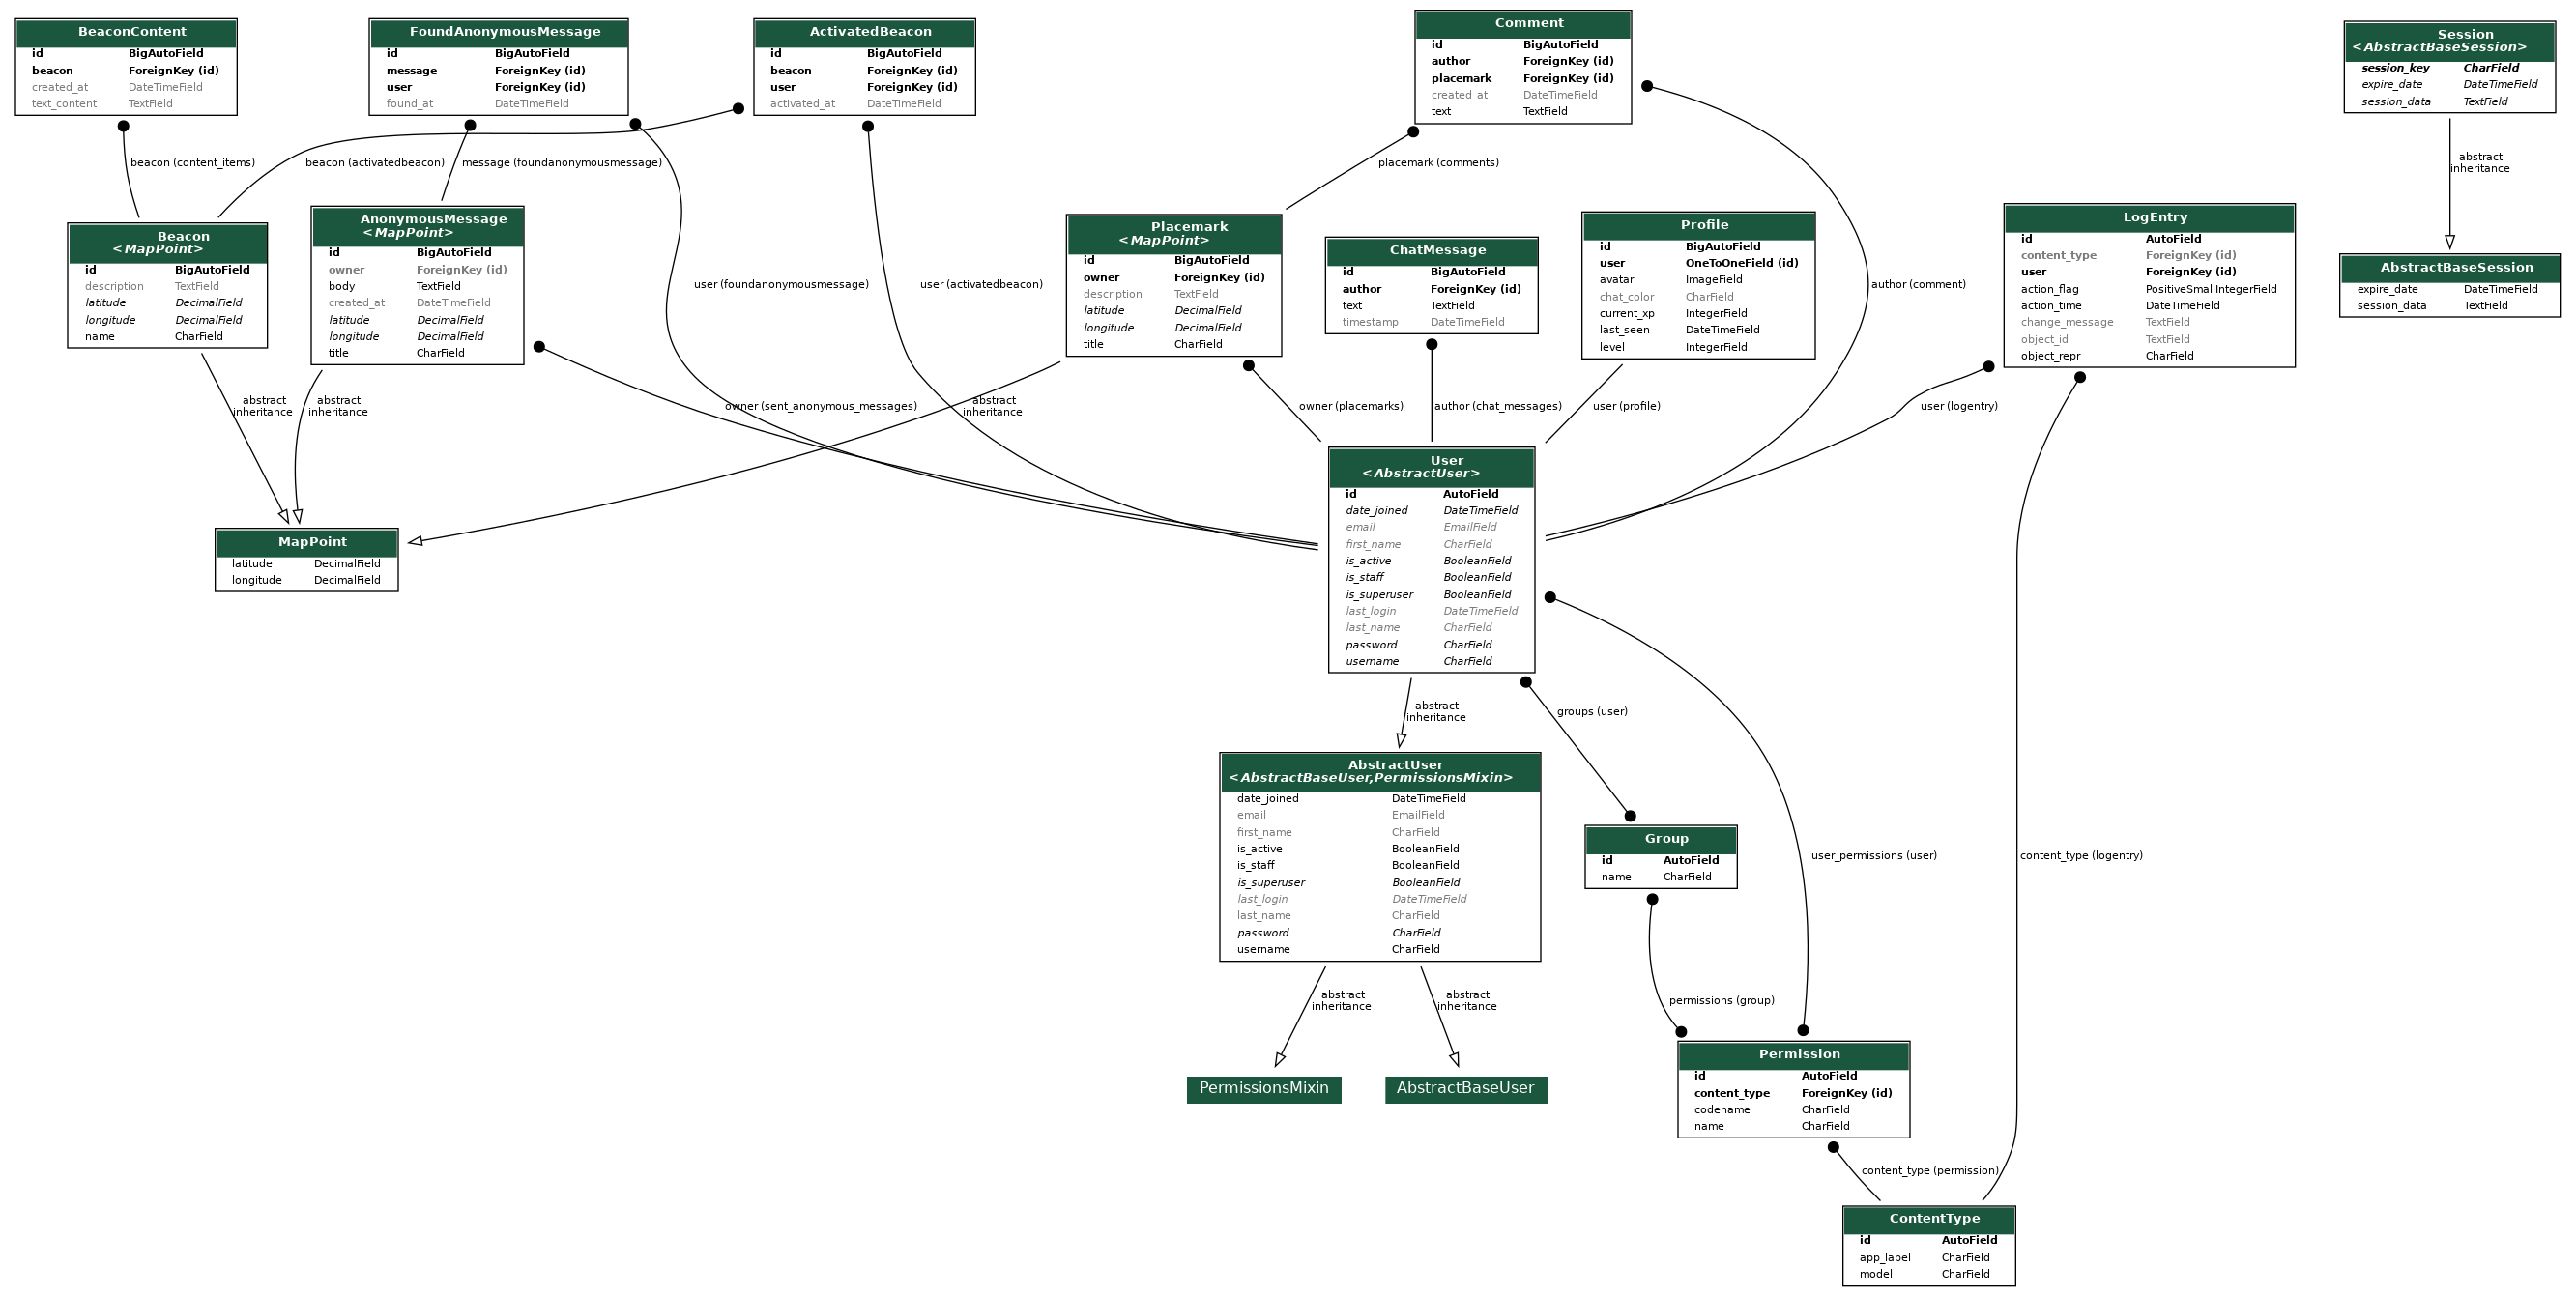 BeaconContent
id BigAutoField
beacon ForeignKey (id)
created_at DateTimeField
text_content TextField
FoundAnonymousMessage
id BigAutoField
message ForeignKey (id)
user ForeignKey (id)
found_at DateTimeField
ActivatedBeacon
id BigAutoField
beacon ForeignKey (id)
user ForeignKey (id)
activated_at DateTimeField
Comment
id BigAutoField
author ForeignKey (id)
placemark ForeignKey (id)
created_at DateTimeField
text TextField
Session
<AbstractBaseSession>
session_key CharField
expire_date DateTimeField
session_data TextField
beacon (content_items)
beacon (activatedbeacon)
message (foundanonymousmessage)
placemark (comments)
abstract
inheritance
Beacon
<MapPoint>
id BigAutoField
description TextField
latitude DecimalField
longitude DecimalField
name CharField
AnonymousMessage
<MapPoint>
id BigAutoField
owner ForeignKey (id)
body TextField
created_at DateTimeField
latitude DecimalField
longitude DecimalField
title CharField
user (foundanonymousmessage)
user (activatedbeacon)
Placemark
<MapPoint>
id BigAutoField
owner ForeignKey (id)
description TextField
latitude DecimalField
longitude DecimalField
title CharField
ChatMessage
id BigAutoField
author ForeignKey (id)
text TextField
timestamp DateTimeField
Profile
id BigAutoField
user OneToOneField (id)
avatar ImageField
chat_color CharField
current_xp IntegerField
last_seen DateTimeField
level IntegerField
author (comment)
LogEntry
id AutoField
content_type ForeignKey (id)
user ForeignKey (id)
action_flag PositiveSmallIntegerField
action_time DateTimeField
change_message TextField
object_id TextField
object_repr CharField
AbstractBaseSession
expire_date DateTimeField
session_data TextField
abstract
inheritance
abstract
inheritance
owner (sent_anonymous_messages)
abstract
inheritance
owner (placemarks)
author (chat_messages)
user (profile)
user (logentry)
MapPoint
latitude DecimalField
longitude DecimalField
User
<AbstractUser>
id AutoField
date_joined DateTimeField
email EmailField
first_name CharField
is_active BooleanField
is_staff BooleanField
is_superuser BooleanField
last_login DateTimeField
last_name CharField
password CharField
username CharField
abstract
inheritance
groups (user)
AbstractUser
<AbstractBaseUser,PermissionsMixin>
date_joined DateTimeField
email EmailField
first_name CharField
is_active BooleanField
is_staff BooleanField
is_superuser BooleanField
last_login DateTimeField
last_name CharField
password CharField
username CharField
Group
id AutoField
name CharField
user_permissions (user)
content_type (logentry)
abstract
inheritance
abstract
inheritance
permissions (group)
PermissionsMixin
AbstractBaseUser
Permission
id AutoField
content_type ForeignKey (id)
codename CharField
name CharField
content_type (permission)
ContentType
id AutoField
app_label CharField
model CharField